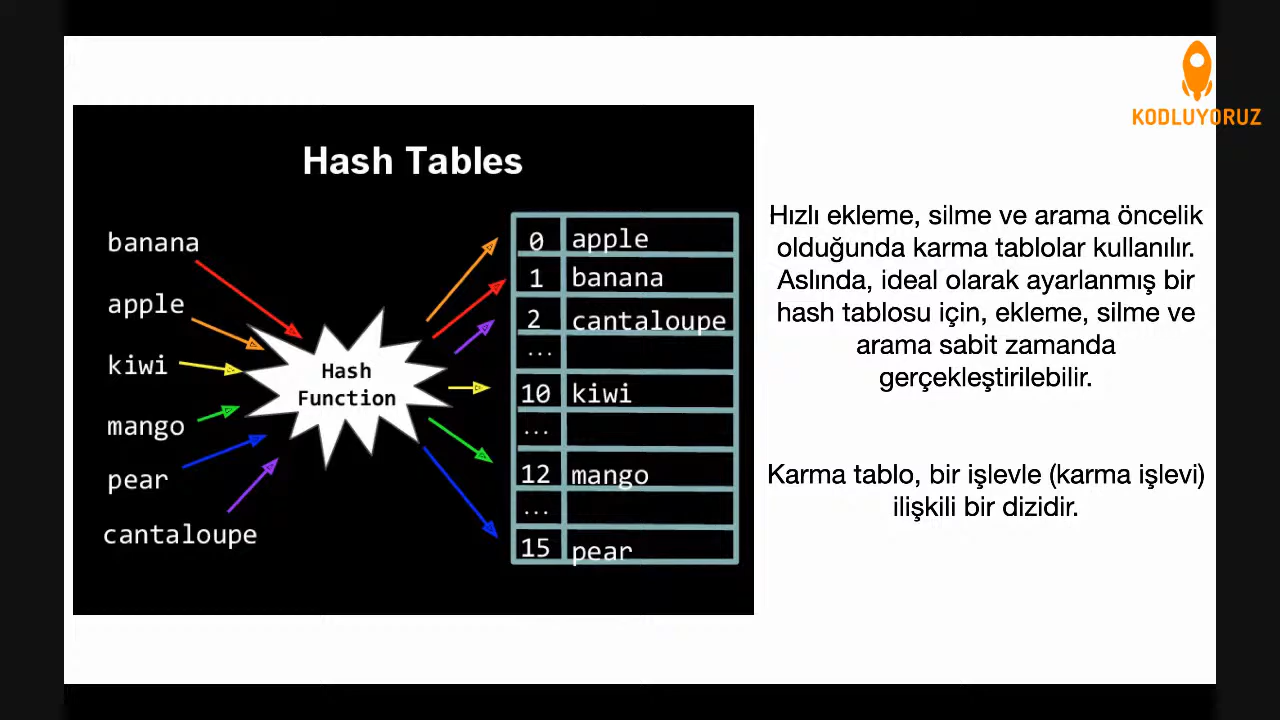 KODLUYORUZ
Hash Tables
banana
apple
kiwi
mango
pear
cantaloupe
Hash
Function
0 apple
1 banana
2 cantaloupe
...
10 kiwi
...
12 mango
...
15 pear
Hızlı ekleme, silme ve arama öncelik
olduğunda karma tablolar kullanılır.
Aslında, ideal olarak ayarlanmış bir
hash tablosu için, ekleme, silme ve
arama sabit zamanda
gerçekleştirilebilir.
Karma tablo, bir işlevle (karma işlevi)
ilişkili bir dizidir.